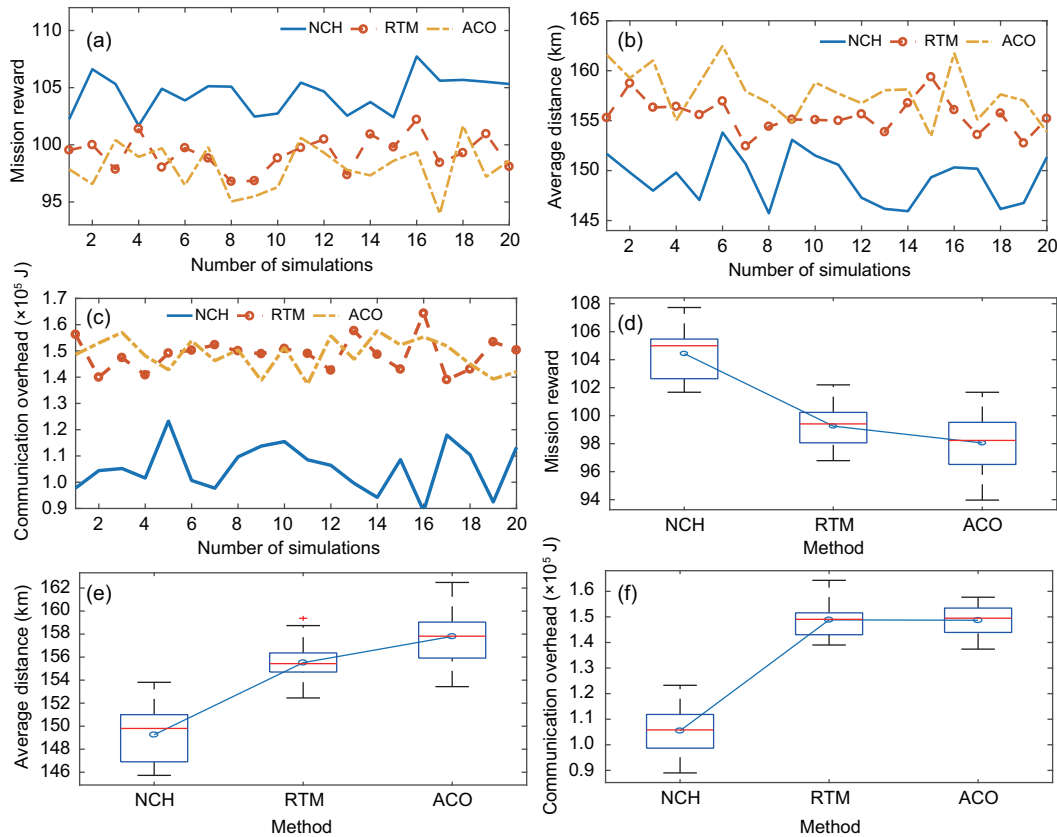 (a)
NCH RTM ACO
Mission reward
110
105
100
95
2 4 6 8 10 12 14 16 18 20
Number of simulations
(b)
NCH RTM ACO
Average distance (km)
165
160
155
150
145
2 4 6 8 10 12 14 16 18 20
Number of simulations
(c)
NCH RTM ACO
Communication overhead (×10⁵ J)
1.7
1.6
1.5
1.4
1.3
1.2
1.1
1.0
0.9
2 4 6 8 10 12 14 16 18 20
Number of simulations
(d)
Mission reward
108
106
104
102
100
98
96
94
NCH RTM ACO
Method
(e)
Average distance (km)
162
160
158
156
154
152
150
148
146
NCH RTM ACO
Method
(f)
Communication overhead (×10⁵ J)
1.6
1.5
1.4
1.3
1.2
1.1
1.0
0.9
NCH RTM ACO
Method